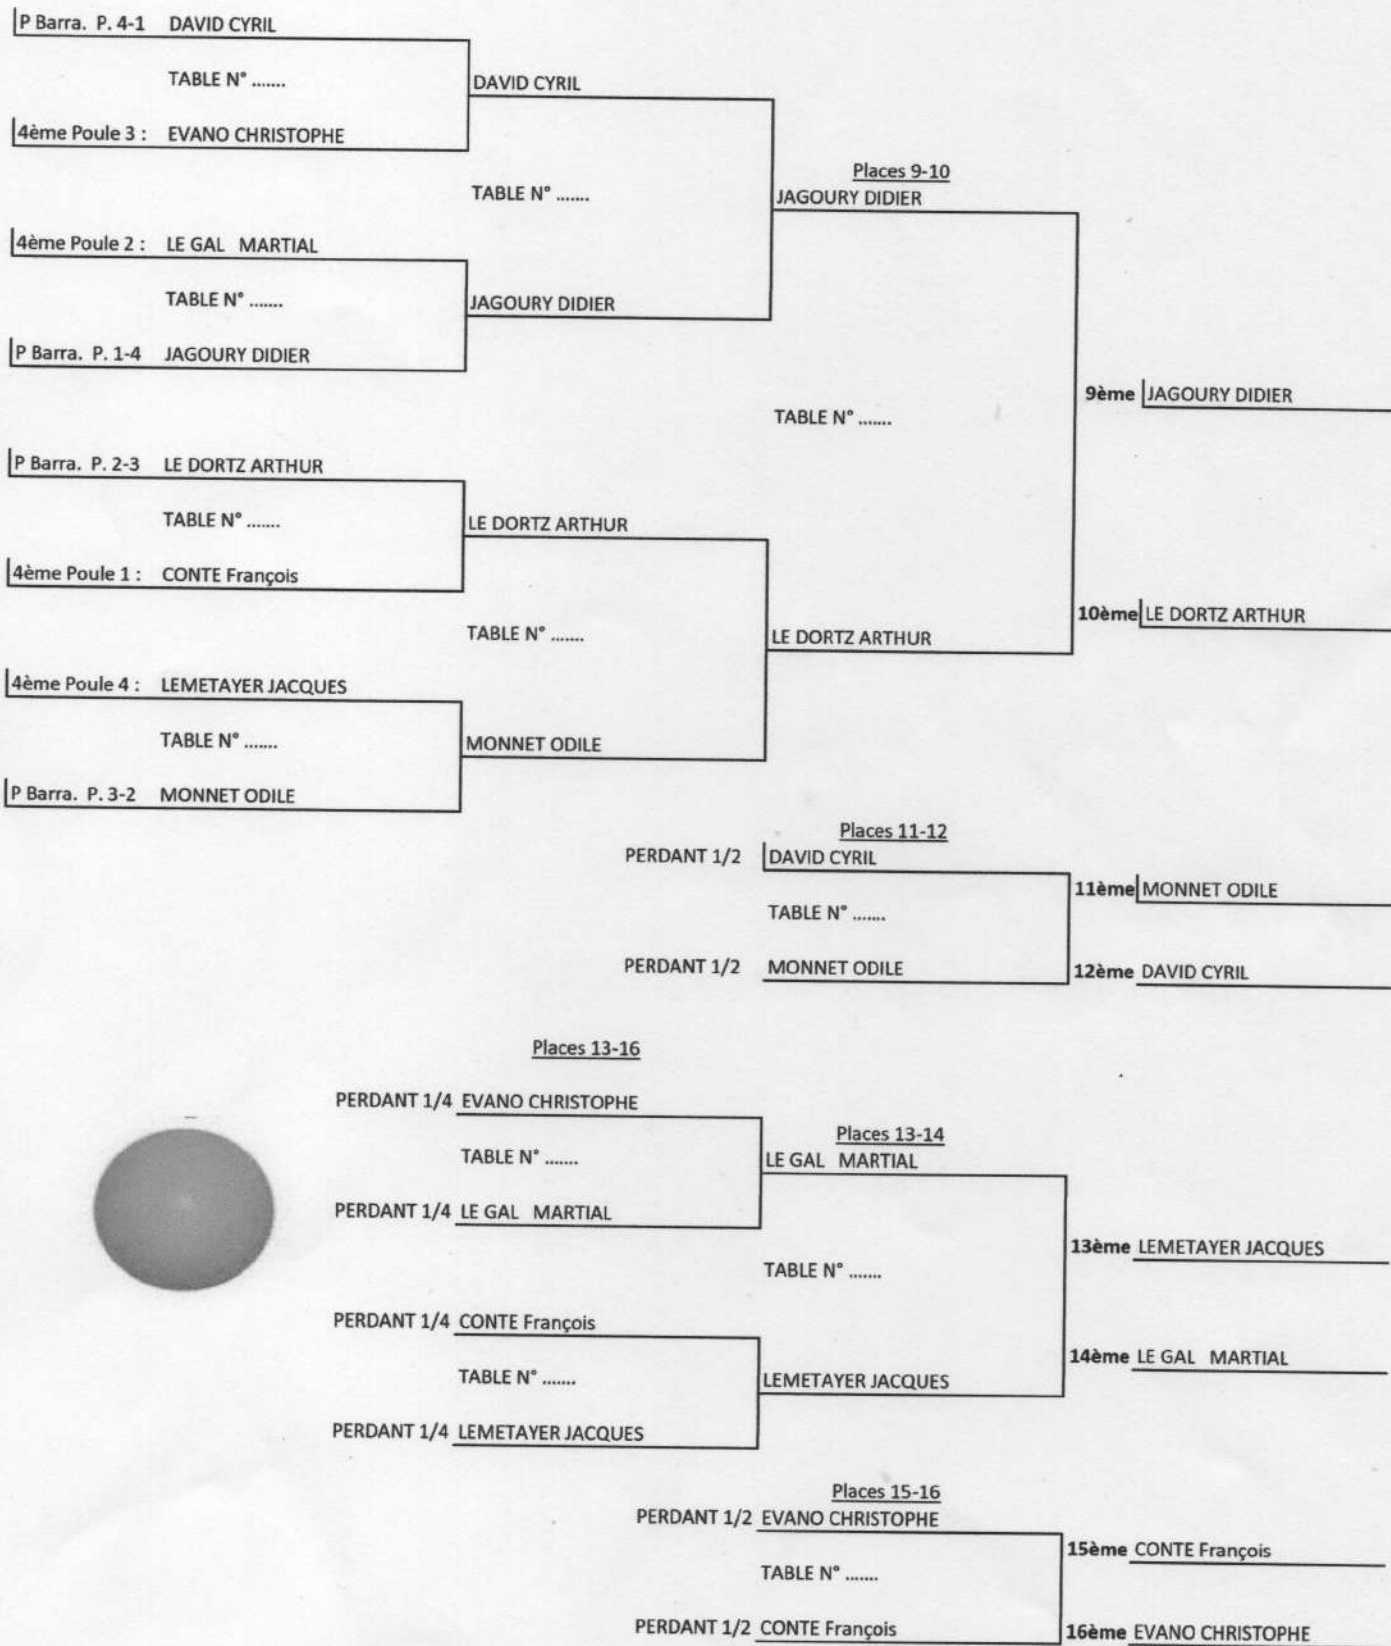 P Barra. P. 4-1 DAVID CYRIL
TABLE N° .......
DAVID CYRIL
4ème Poule 3 : EVANO CHRISTOPHE
Places 9-10
TABLE N° .......
JAGOURY DIDIER
4ème Poule 2 : LE GAL MARTIAL
TABLE N° .......
JAGOURY DIDIER
P Barra. P. 1-4 JAGOURY DIDIER
9ème JAGOURY DIDIER
TABLE N° .......
P Barra. P. 2-3 LE DORTZ ARTHUR
TABLE N° .......
LE DORTZ ARTHUR
4ème Poule 1 : CONTE François
10ème LE DORTZ ARTHUR
TABLE N° .......
LE DORTZ ARTHUR
4ème Poule 4 : LEMETAYER JACQUES
TABLE N° .......
MONNET ODILE
P Barra. P. 3-2 MONNET ODILE
Places 11-12
PERDANT 1/2 DAVID CYRIL
11ème MONNET ODILE
TABLE N° .......
PERDANT 1/2 MONNET ODILE
12ème DAVID CYRIL
Places 13-16
PERDANT 1/4 EVANO CHRISTOPHE
Places 13-14
TABLE N° .......
LE GAL MARTIAL
PERDANT 1/4 LE GAL MARTIAL
13ème LEMETAYER JACQUES
TABLE N° .......
PERDANT 1/4 CONTE François
14ème LE GAL MARTIAL
TABLE N° .......
LEMETAYER JACQUES
PERDANT 1/4 LEMETAYER JACQUES
Places 15-16
PERDANT 1/2 EVANO CHRISTOPHE
15ème CONTE François
TABLE N° .......
PERDANT 1/2 CONTE François
16ème EVANO CHRISTOPHE